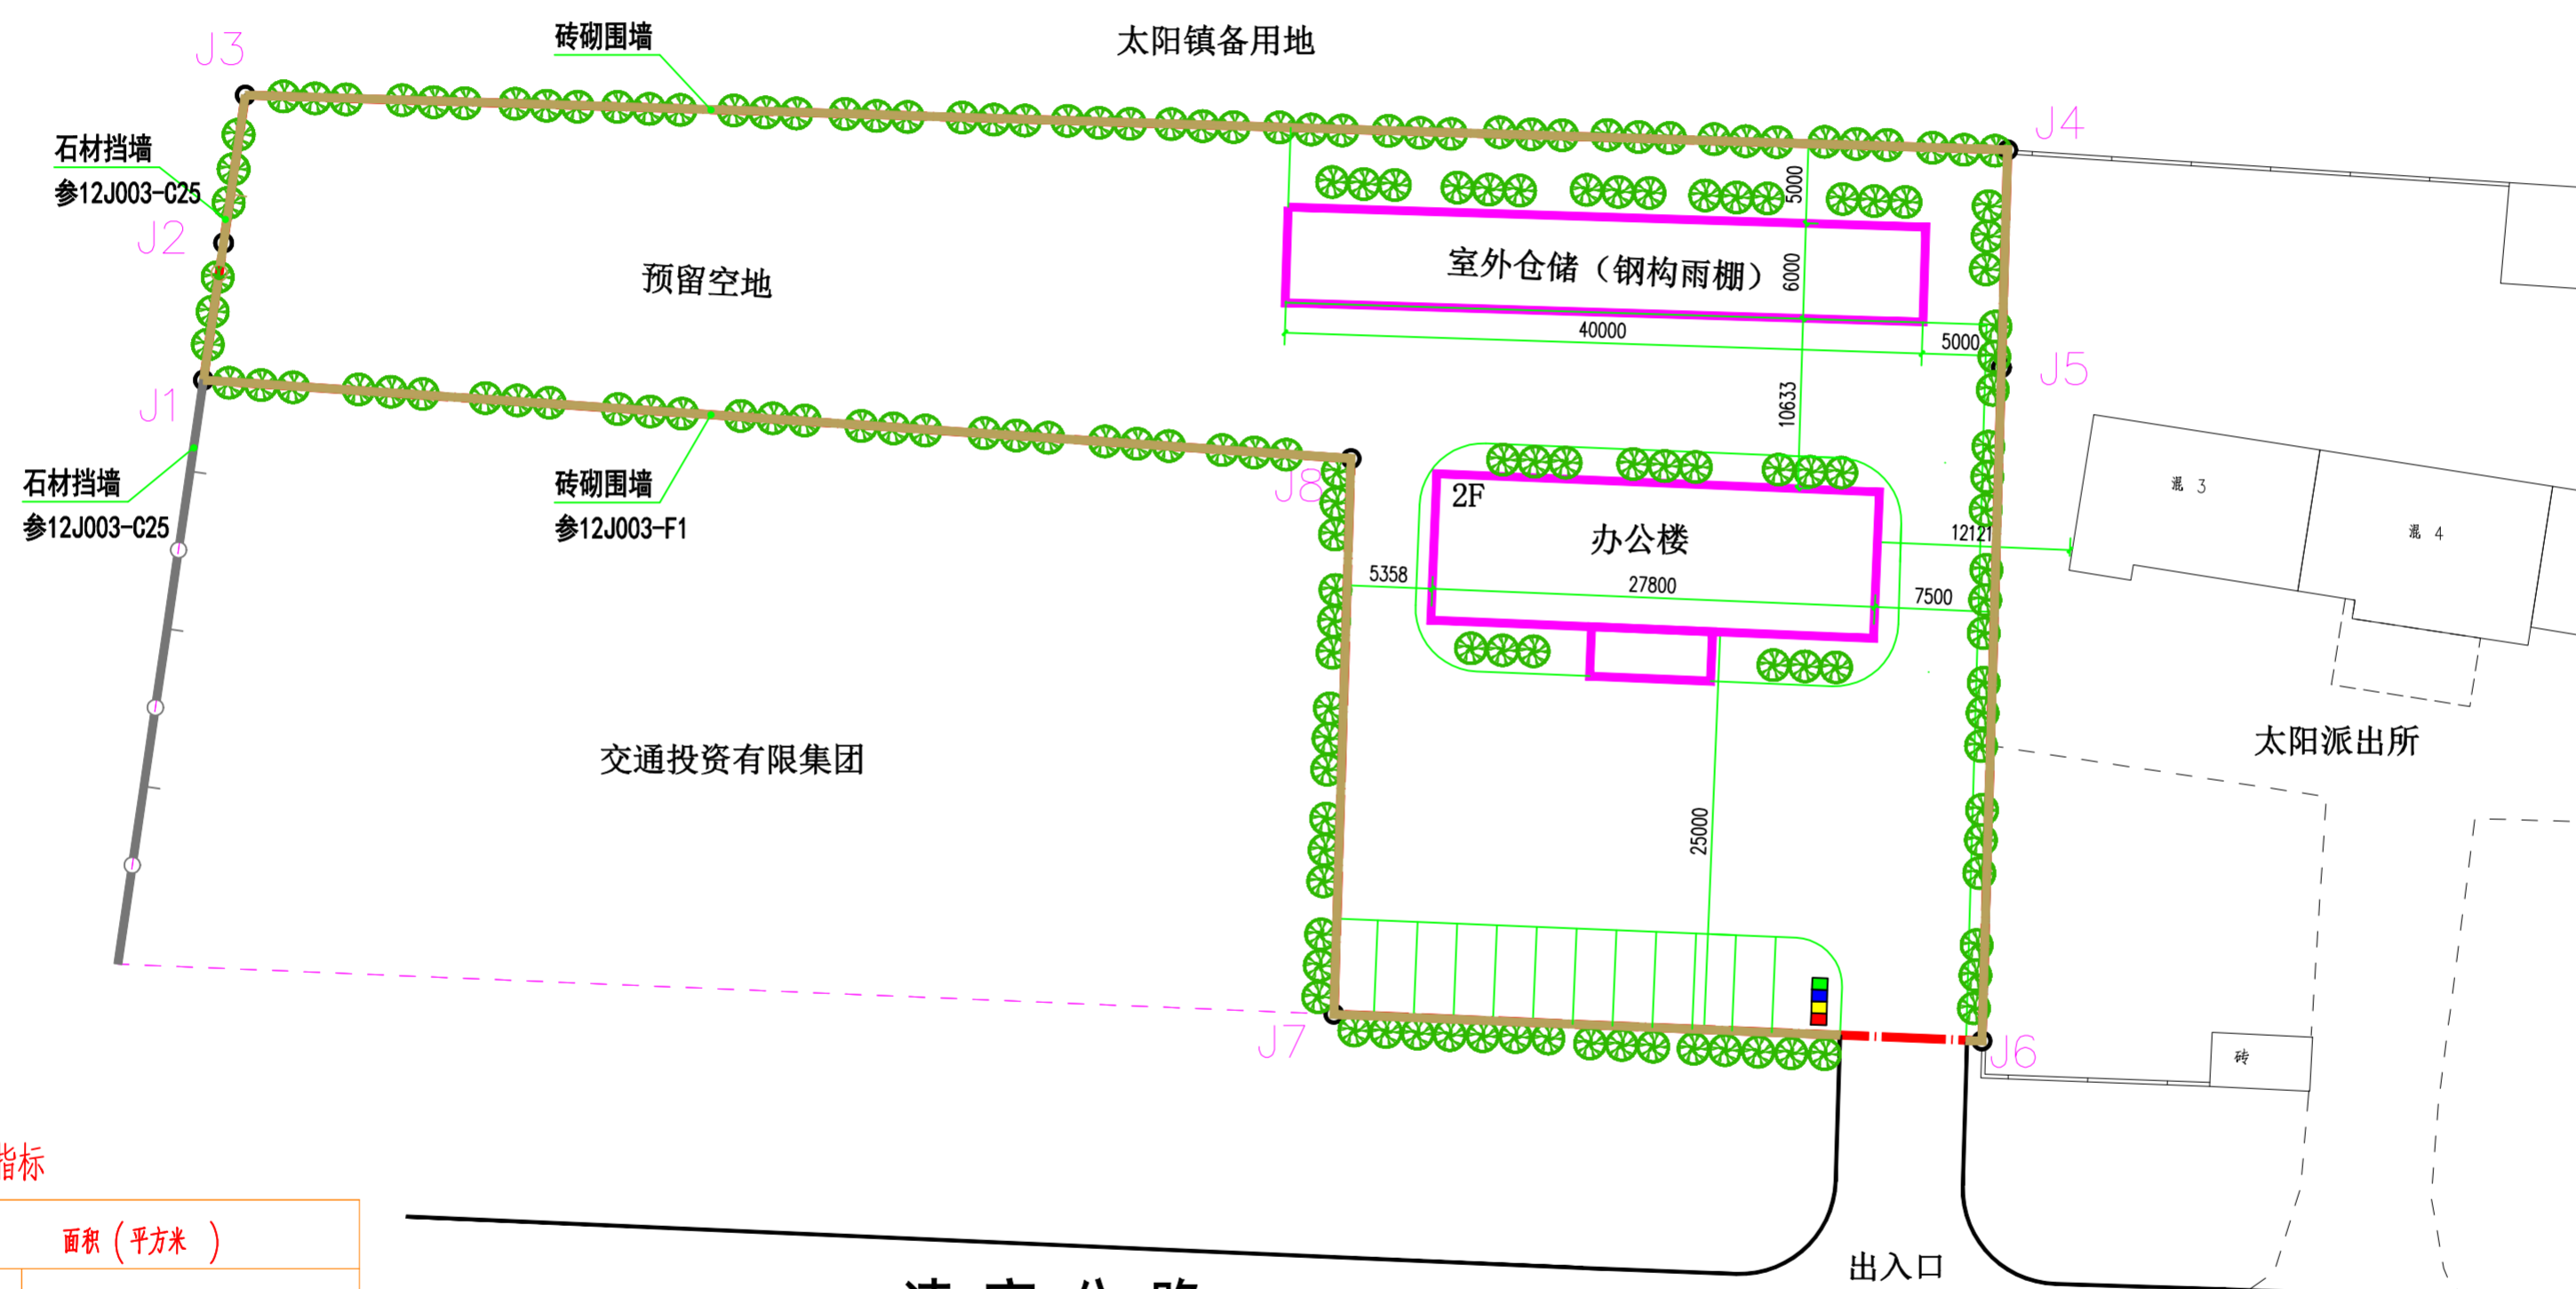 太阳镇备用地
砖砌围墙
J3
J4
石材挡墙
参12J003-C25
J2
预留空地
室外仓储（钢构雨棚）
5000
6000
40000
5000
10633
J5
J1
石材挡墙
参12J003-C25
砖砌围墙
参12J003-F1
J8
2F
办公楼
5358
27800
7500
12121
混 3
混 4
交通投资有限集团
太阳派出所
25000
J7
J6
砖
指标
面积（平方米 ）
出入口
公